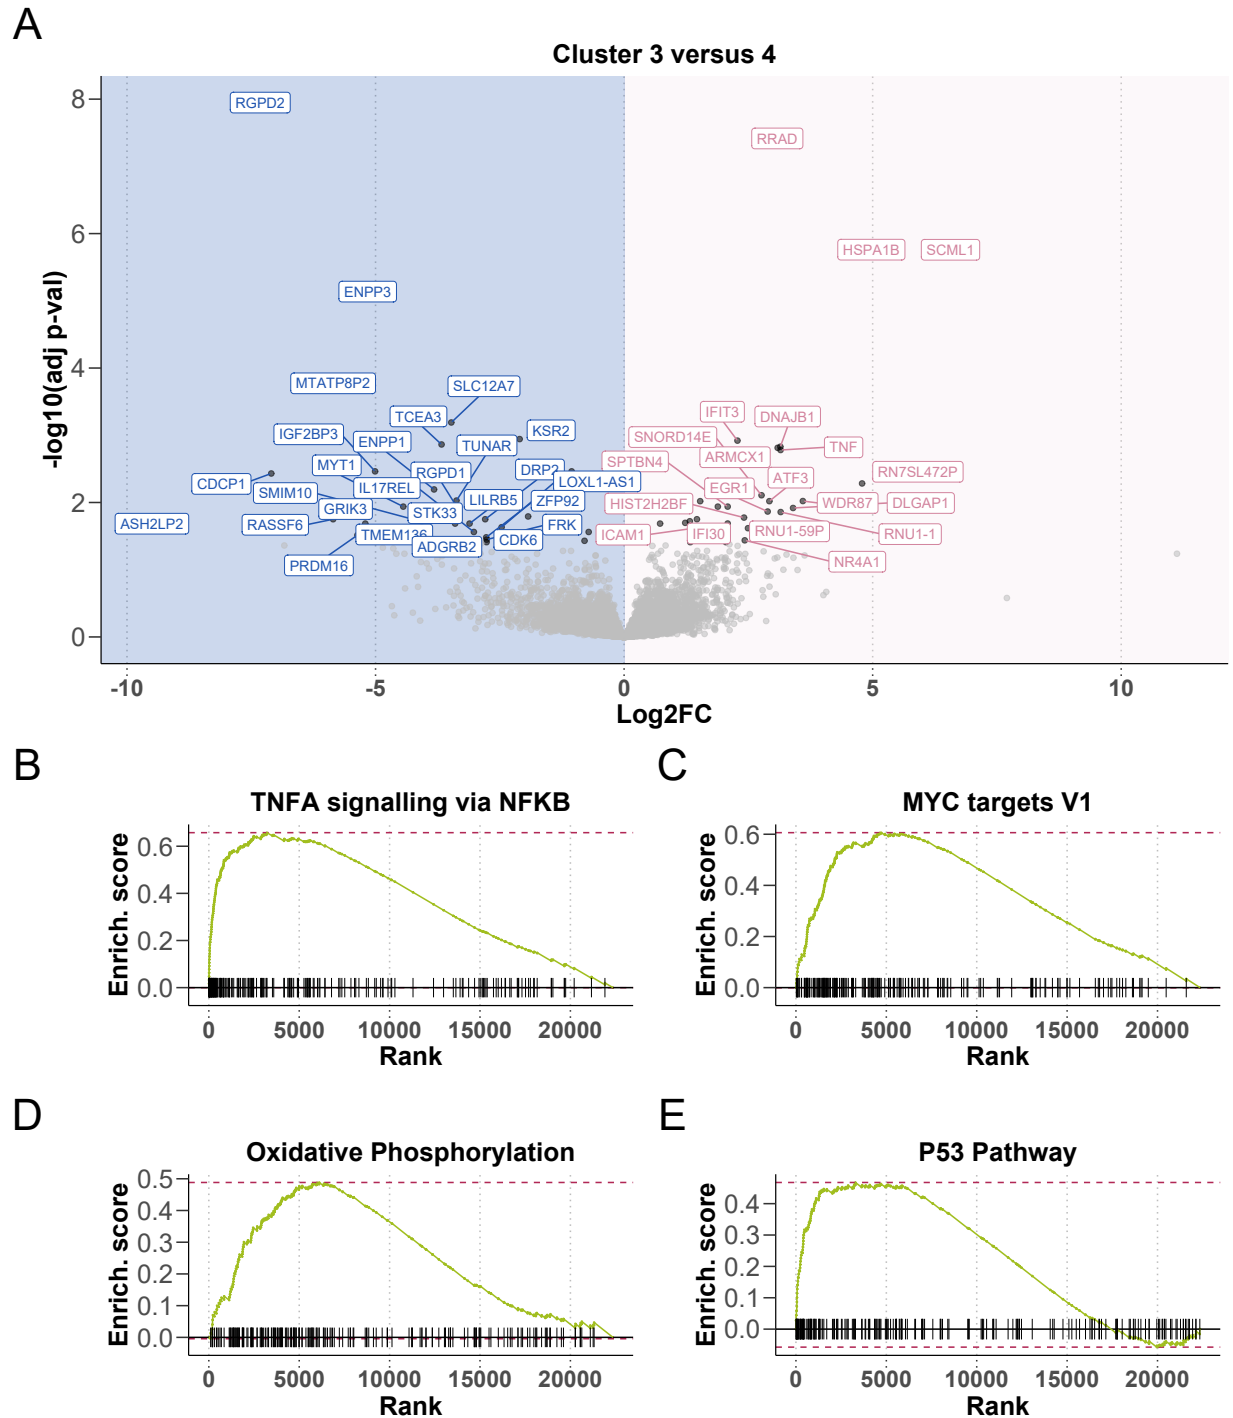 A
Cluster 3 versus 4
-log10(adj p-val)
8
6
4
2
0
RGPD2
RRAD
HSPA1B SCML1
ENPP3
MTATP8P2 SLC12A7
TCEA3 IFIT3 DNAJB1
IGF2BP3 ENPP1 KSR2 SNORD14E
TUNAR ARMCX1 TNF
MYT1 RGPD1 DRP2 SPTBN4
CDCP1 SMIM10 IL17REL LOXL1-AS1 EGR1 ATF3 RN7SL472P
GRIK3 STK33 LILRB5 ZFP92 HIST2H2BF WDR87 DLGAP1
ASH2LP2 RASSF6 TMEM136 FRK ICAM1 IFI30 RNU1-59P RNU1-1
ADGRB2 CDK6
PRDM16 NR4A1
-10 -5 0 5 10
Log2FC
B
TNFA signalling via NFKB
Enrich. score
0.6
0.4
0.2
0.0
0 5000 10000 15000 20000
Rank
C
MYC targets V1
Enrich. score
0.6
0.4
0.2
0.0
0 5000 10000 15000 20000
Rank
D
Oxidative Phosphorylation
Enrich. score
0.5
0.4
0.3
0.2
0.1
0.0
0 5000 10000 15000 20000
Rank
E
P53 Pathway
Enrich. score
0.4
0.3
0.2
0.1
0.0
0 5000 10000 15000 20000
Rank